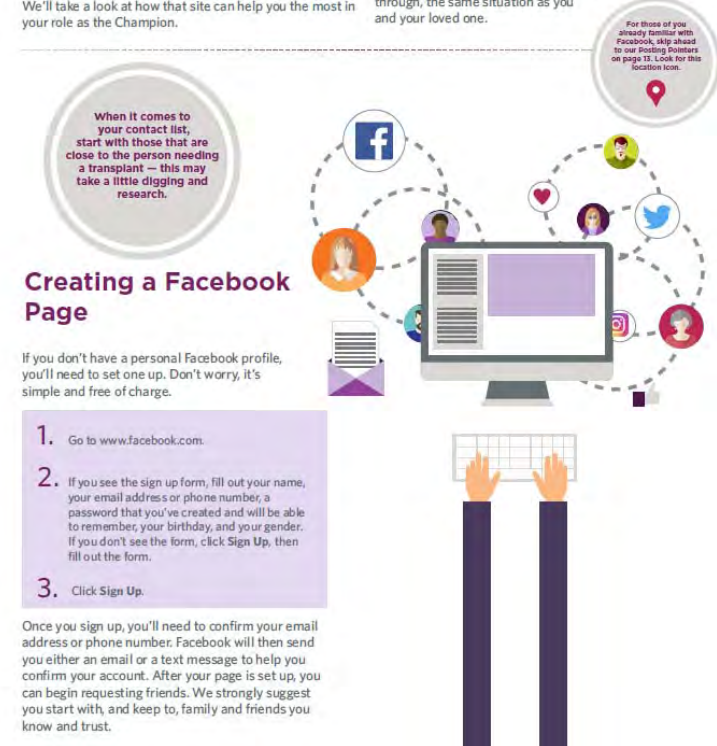 We'll take a look at how that site can help you the most in
your role as the Champion.
through, the same situation as you
and your loved one.
For those of you
already familiar with
Facebook, skip ahead
to our Posting Pointers
on page 13. Look for this
location icon.
When it comes to
your contact list,
start with those that are
close to the person needing
a transplant — this may
take a little digging and
research.
Creating a Facebook
Page
If you don't have a personal Facebook profile,
you'll need to set one up. Don't worry, it's
simple and free of charge.
1. Go to www.facebook.com.
2. If you see the sign up form, fill out your name,
your email address or phone number, a
password that you've created and will be able
to remember, your birthday, and your gender.
If you don't see the form, click Sign Up, then
fill out the form.
3. Click Sign Up.
Once you sign up, you'll need to confirm your email
address or phone number. Facebook will then send
you either an email or a text message to help you
confirm your account. After your page is set up, you
can begin requesting friends. We strongly suggest
you start with, and keep to, family and friends you
know and trust.